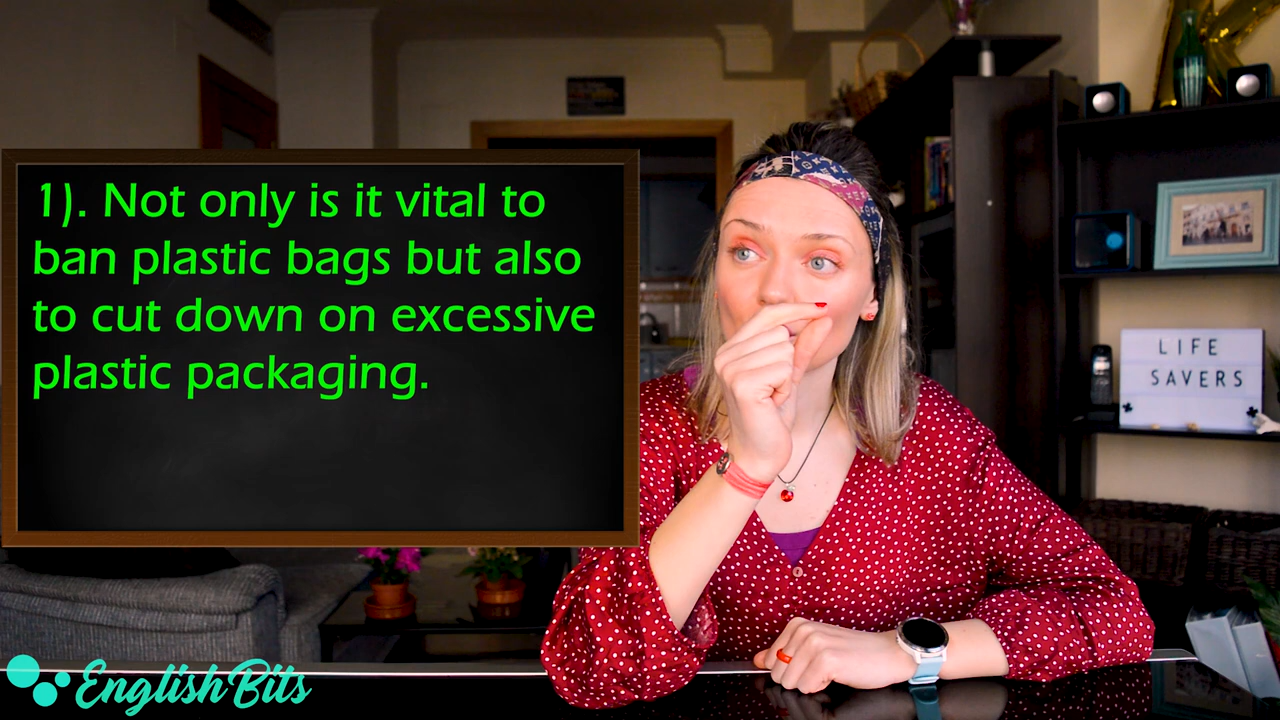 1). Not only is it vital to
ban plastic bags but also
to cut down on excessive
plastic packaging.
LIFE
SAVERS
EnglishBits